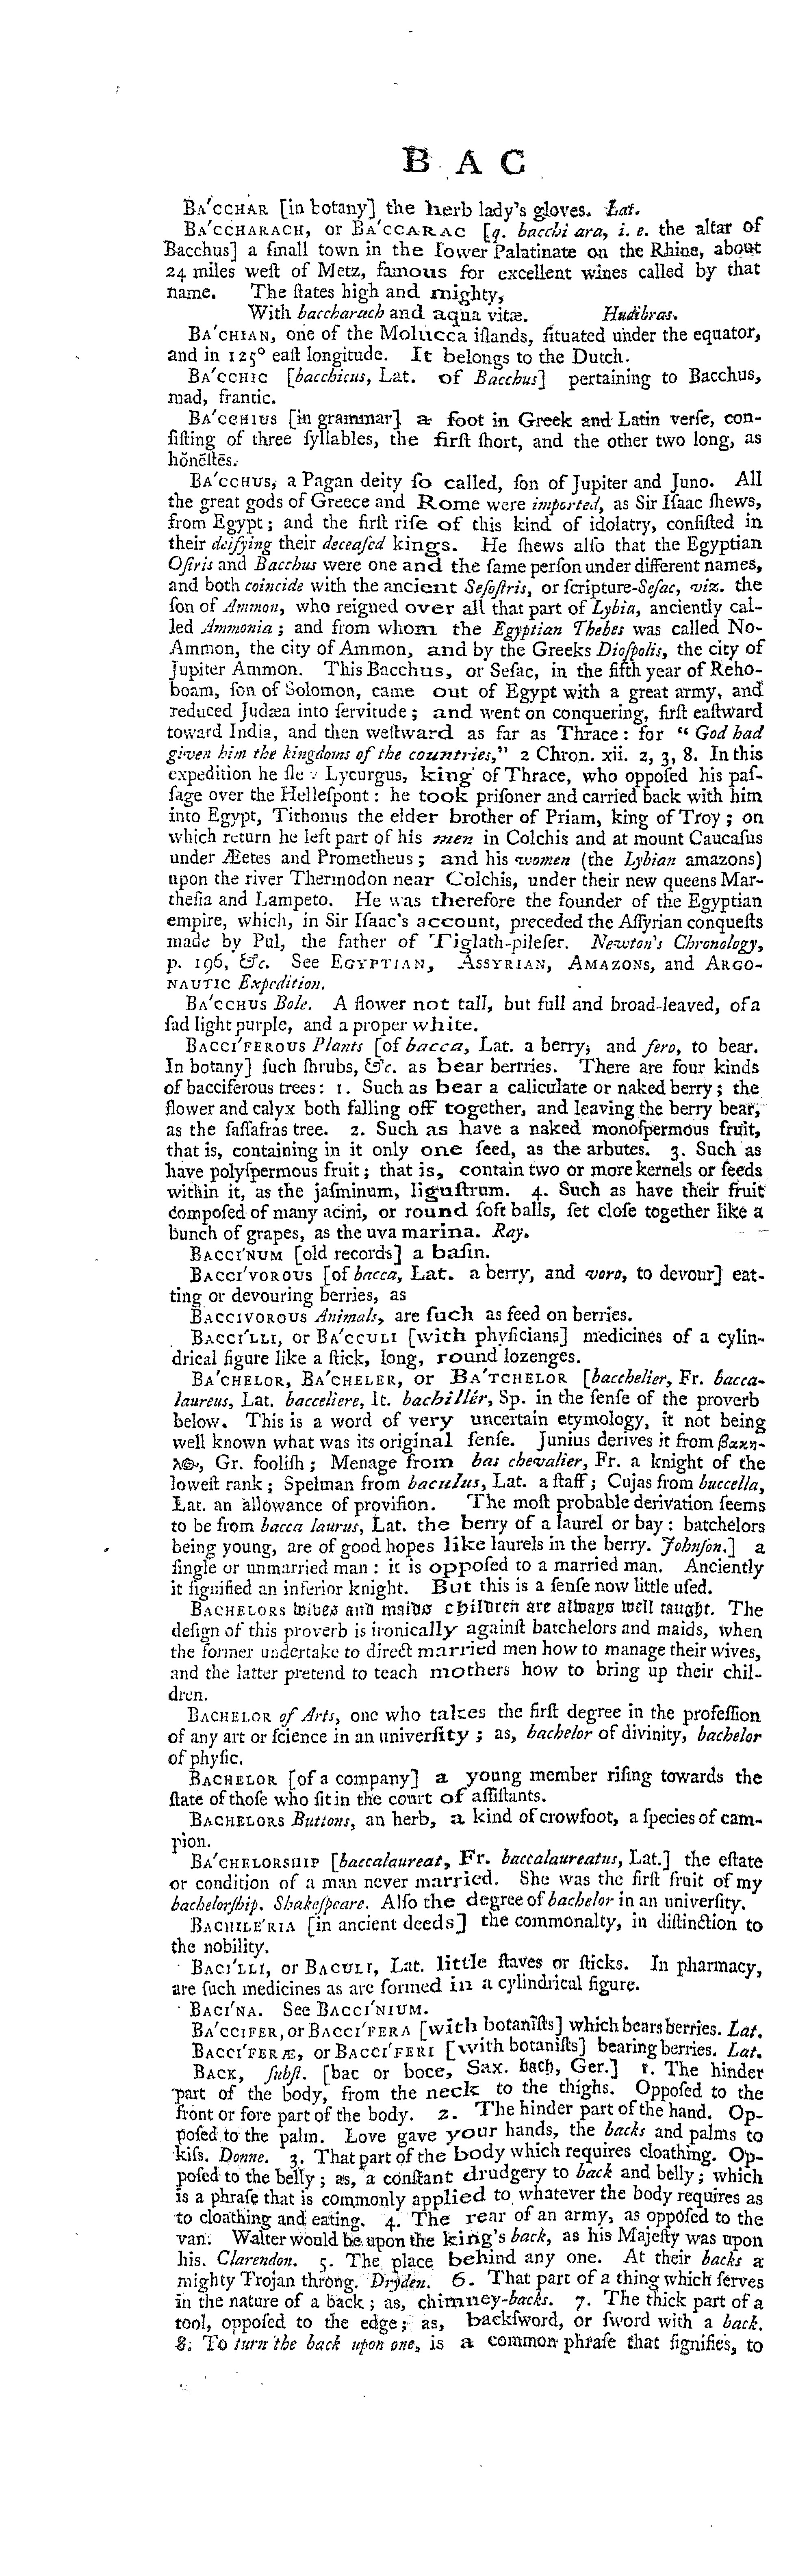 B A C
BA′CCHAR [in botany] the herb lady's gloves. Lat.
BA′CCHARACH, or BA′CCARAC [q. bacchi ara, i. e. the altar of
Bacchus] a ſmall town in the lower Palatinate on the Rhine, about
24 miles weſt of Metz, famous for excellent wines called by that
name. The ſtates high and mighty,
With baccharach and aqua vitæ. Hudibras.
BA′CHIAN, one of the Molucca iſlands, ſituated under the equator,
and in 125° eaſt longitude. It belongs to the Dutch.
BA′CCHIC [bacchicus, Lat. of Bacchus] pertaining to Bacchus,
mad, frantic.
BA′CCHIUS [in grammar] a foot in Greek and Latin verſe, con-
ſiſting of three ſyllables, the firſt ſhort, and the other two long, as
hŏnēſtēs.
BA′CCHUS, a Pagan deity ſo called, ſon of Jupiter and Juno. All
the great gods of Greece and Rome were imported, as Sir Iſaac ſhews,
from Egypt; and the firſt riſe of this kind of idolatry, conſiſted in
their deifying their deceaſed kings. He ſhews alſo that the Egyptian
Oſiris and Bacchus were one and the ſame perſon under different names,
and both coincide with the ancient Seſoſtris, or ſcripture-Seſac, viz. the
ſon of Ammon, who reigned over all that part of Lybia, anciently cal-
led Ammonia; and from whom the Egyptian Thebes was called No-
Ammon, the city of Ammon, and by the Greeks Dioſpolis, the city of
Jupiter Ammon. This Bacchus, or Seſac, in the fifth year of Reho-
boam, ſon of Solomon, came out of Egypt with a great army, and
reduced Judæa into ſervitude; and went on conquering, firſt eaſtward
toward India, and then weſtward as far as Thrace: for “ God had
given him the kingdoms of the countries,” 2 Chron. xii. 2, 3, 8. In this
expedition he ſlew Lycurgus, king of Thrace, who oppoſed his paſ-
ſage over the Helleſpont: he took priſoner and carried back with him
into Egypt, Tithonus the elder brother of Priam, king of Troy; on
which return he left part of his men in Colchis and at mount Caucaſus
under Æetes and Prometheus; and his women (the Lybian amazons)
upon the river Thermodon near Colchis, under their new queens Mar-
theſia and Lampeto. He was therefore the founder of the Egyptian
empire, which, in Sir Iſaac's account, preceded the Aſſyrian conqueſts
made by Pul, the father of Tiglath-pileſer. Newton's Chronology,
p. 196, &c. See EGYPTIAN, ASSYRIAN, AMAZONS, and ARGO-
NAUTIC Expedition.
BA′CCHUS Bole. A flower not tall, but full and broad-leaved, of a
ſad light purple, and a proper white.
BACCI′FEROUS Plants [of bacca, Lat. a berry, and fero, to bear.
In botany] ſuch ſhrubs, &c. as bear berrries. There are four kinds
of bacciferous trees: 1. Such as bear a caliculate or naked berry; the
flower and calyx both falling off together, and leaving the berry bear,
as the ſaſſafras tree. 2. Such as have a naked monoſpermous fruit,
that is, containing in it only one ſeed, as the arbutes. 3. Such as
have polyſpermous fruit; that is, contain two or more kernels or ſeeds
within it, as the jaſminum, liguſtrum. 4. Such as have their fruit
compoſed of many acini, or round ſoft balls, ſet cloſe together like a
bunch of grapes, as the uva marina. Ray.
BACCI′NUM [old records] a baſin.
BACCI′VOROUS [of bacca, Lat. a berry, and voro, to devour] eat-
ting or devouring berries, as
BACCIVOROUS Animals, are ſuch as feed on berries.
BACCI′LLI, or BA′CCULI [with phyſicians] medicines of a cylin-
drical figure like a ſtick, long, round lozenges.
BA′CHELOR, BA′CHELER, or BA′TCHELOR [bacchelier, Fr. bacca-
laureus, Lat. bacceliere, It. bachillér, Sp. in the ſenſe of the proverb
below. This is a word of very uncertain etymology, it not being
well known what was its original ſenſe. Junius derives it from βακη-
λ⊙, Gr. fooliſh; Menage from bas chevalier, Fr. a knight of the
loweſt rank; Spelman from baculus, Lat. a ſtaff; Cujas from buccella,
Lat. an allowance of proviſion. The moſt probable derivation ſeems
to be from bacca laurus, Lat. the berry of a laurel or bay: batchelors
being young, are of good hopes like laurels in the berry. Johnſon.] a
ſingle or unmarried man: it is oppoſed to a married man. Anciently
it ſignified an inferior knight. But this is a ſenſe now little uſed.
BACHELORS wives and maids children are always well taught. The
deſign of this proverb is ironically againſt batchelors and maids, when
the former undertake to direct married men how to manage their wives,
and the latter pretend to teach mothers how to bring up their chil-
dren.
BACHELOR of Arts, one who takes the firſt degree in the profeſſion
of any art or ſcience in an univerſity; as, bachelor of divinity, bachelor
of phyſic.
BACHELOR [of a company] a young member riſing towards the
ſtate of thoſe who ſit in the court of aſſiſtants.
BACHELORS Buttons, an herb, a kind of crowfoot, a ſpecies of cam-
pion.
BA′CHELORSHIP [baccalaureat, Fr. baccalaureatus, Lat.] the eſtate
or condition of a man never married. She was the firſt fruit of my
bachelorſhip. Shakeſpeare. Alſo the degree of bachelor in an univerſity.
BACHILE′RIA [in ancient deeds] the commonalty, in diſtinction to
the nobility.
BACI′LLI, or BACULI, Lat. little ſtaves or ſticks. In pharmacy,
are ſuch medicines as are formed in a cylindrical figure.
BACI′NA. See BACCI′NIUM.
BA′CCIFER, or BACCI′FERA [with botaniſts] which bears berries. Lat.
BACCI′FERÆ, or BACCI′FERI [with botaniſts] bearing berries. Lat.
BACK, ſubſt. [bac or boce, Sax. bach, Ger.] 1. The hinder
part of the body, from the neck to the thighs. Oppoſed to the
front or fore part of the body. 2. The hinder part of the hand. Op-
poſed to the palm. Love gave your hands, the backs and palms to
kiſs. Donne. 3. That part of the body which requires cloathing. Op-
poſed to the belly; as, a conſtant drudgery to back and belly; which
is a phraſe that is commonly applied to whatever the body requires as
to cloathing and eating. 4. The rear of an army, as oppoſed to the
van. Walter would be upon the king's back, as his Majeſty was upon
his. Clarendon. 5. The place behind any one. At their backs a
mighty Trojan throng. Dryden. 6. That part of a thing which ſerves
in the nature of a back; as, chimney-backs. 7. The thick part of a
tool, oppoſed to the edge; as, backſword, or ſword with a back.
8. To turn the back upon one, is a common phraſe that ſignifies, to